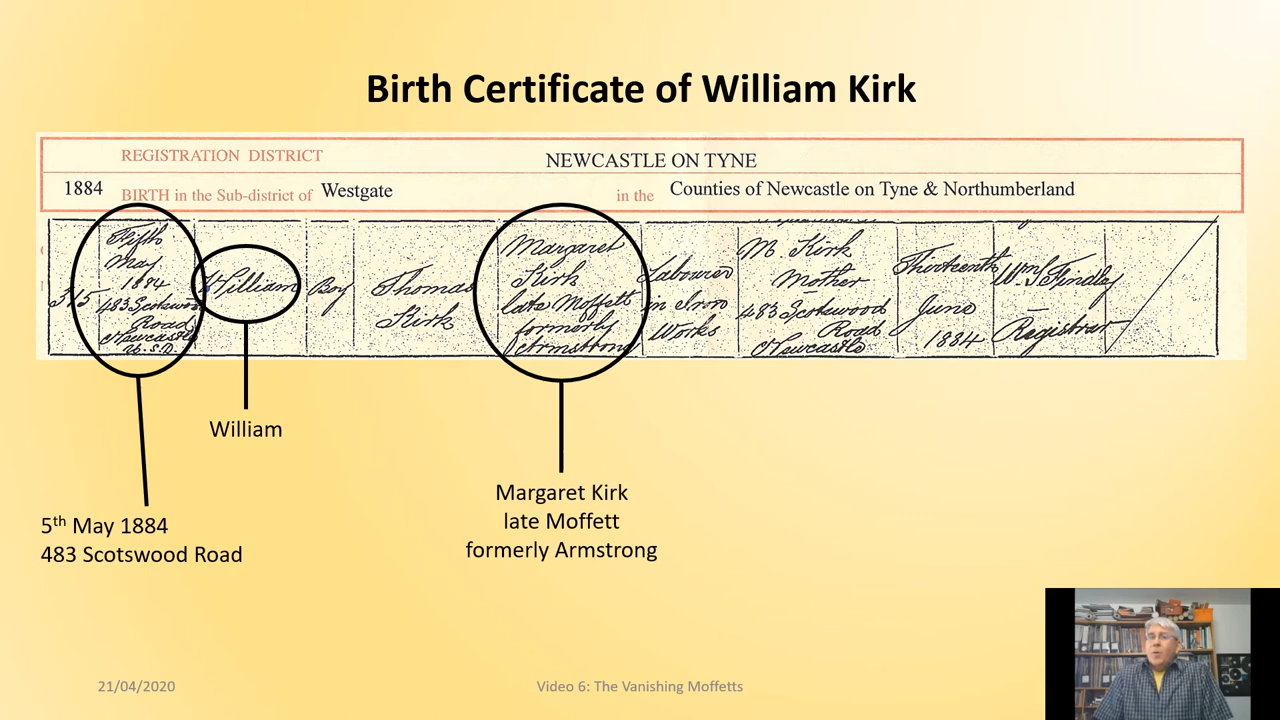 Birth Certificate of William Kirk
REGISTRATION DISTRICT
NEWCASTLE ON TYNE
1884 BIRTH in the Sub-district of Westgate in the Counties of Newcastle on Tyne & Northumberland
Fifth
May
1884
483 Scotswood
Road
Newcastle
U.S.D.
William
Boy
Thomas
Kirk
Margaret
Kirk
late Moffett
formerly
Armstrong
Labourer
in Iron
Works
M. Kirk
Mother
483 Scotswood
Road
Newcastle
Thirteenth
June
1884
Registrar
William
Margaret Kirk
late Moffett
formerly Armstrong
5th May 1884
483 Scotswood Road
21/04/2020
Video 6: The Vanishing Moffetts